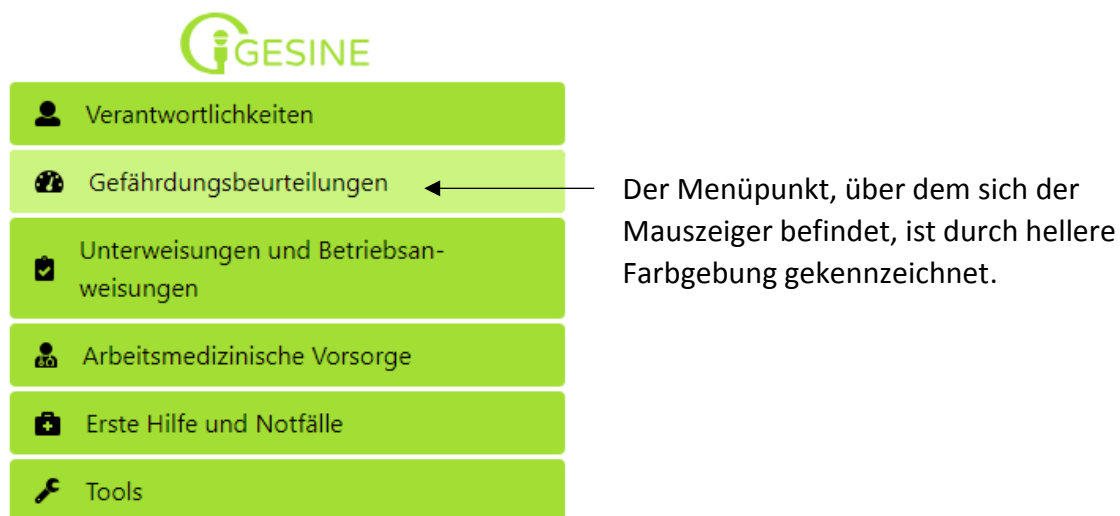 GESINE
Verantwortlichkeiten
Gefährdungsbeurteilungen
Der Menüpunkt, über dem sich der
Mauszeiger befindet, ist durch hellere
Farbgebung gekennzeichnet.
Unterweisungen und Betriebsan-
weisungen
Arbeitsmedizinische Vorsorge
Erste Hilfe und Notfälle
Tools